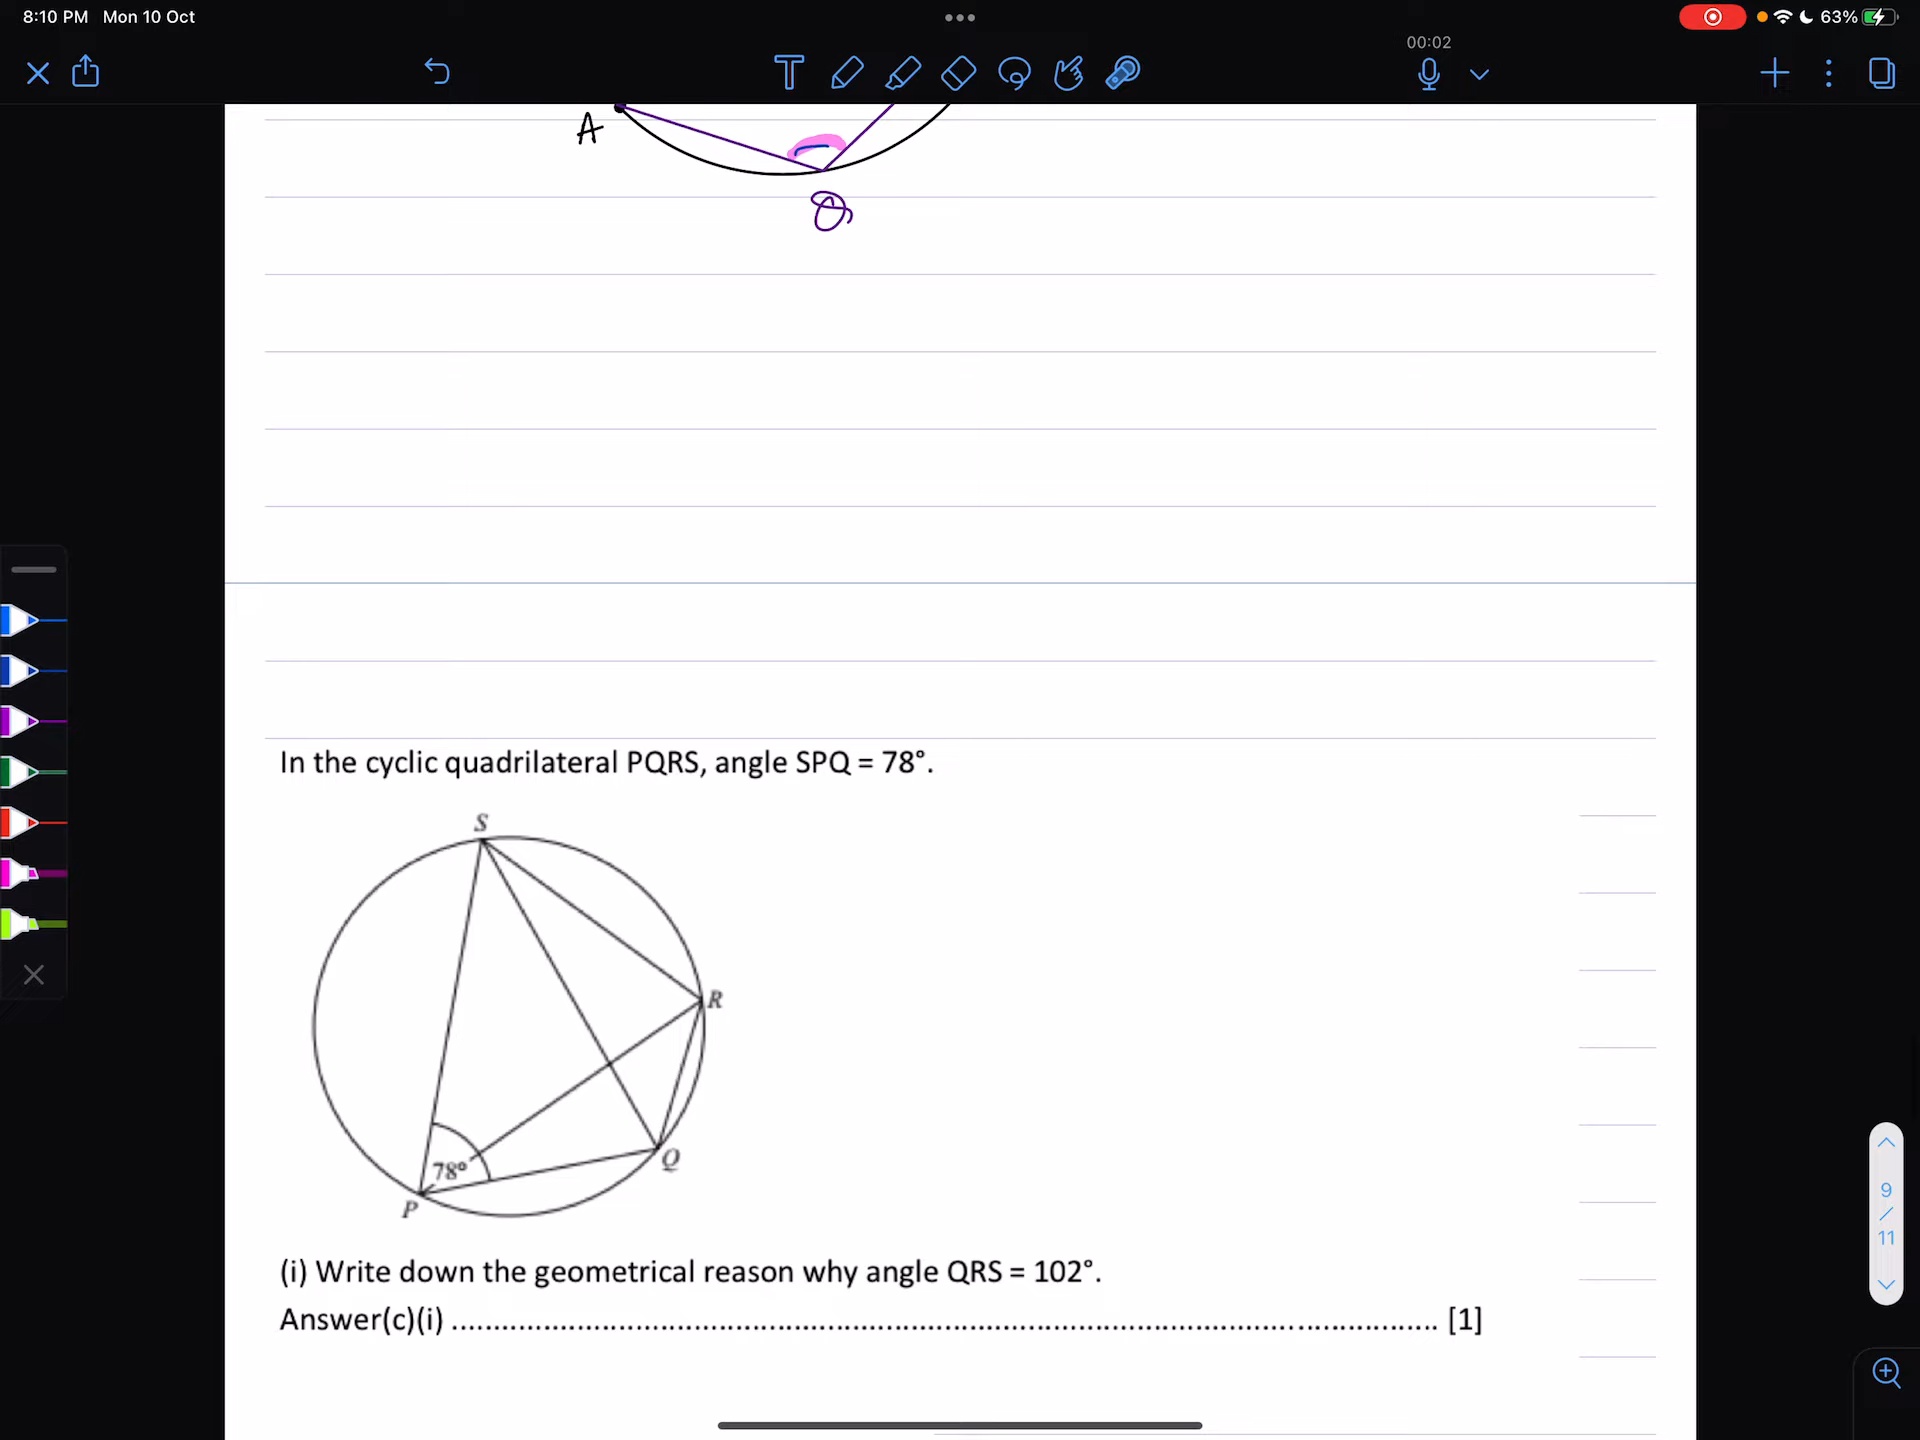 8:10 PM Mon 10 Oct
63%
00:02
A
Q
In the cyclic quadrilateral PQRS, angle SPQ = 78°.
S
R
78°
Q
P
(i) Write down the geometrical reason why angle QRS = 102°.
Answer(c)(i) .................................................................................................... [1]
9
/
11